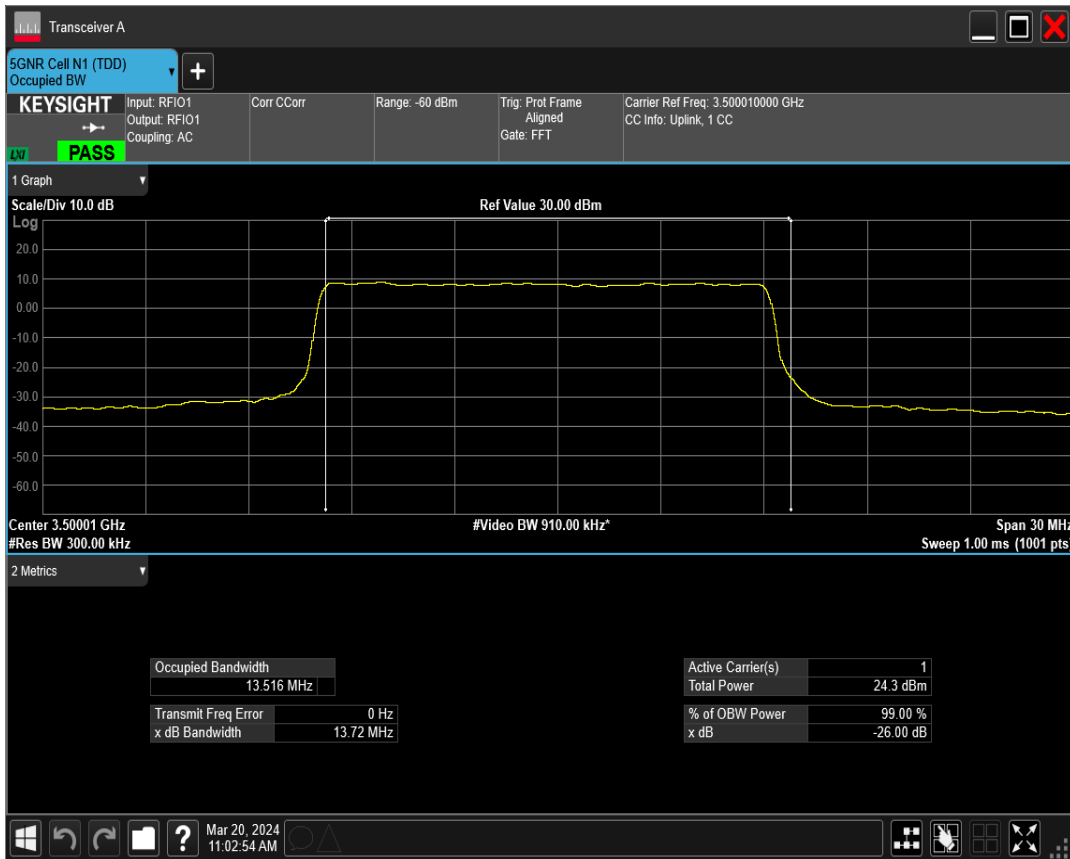 Transceiver A
5GNR Cell N1 (TDD)
Occupied BW
+
KEYSIGHT
LXI
PASS
Input: RFIO1
Output: RFIO1
Coupling: AC
Corr CCorr
Range: -60 dBm
Trig: Prot Frame
Aligned
Gate: FFT
Carrier Ref Freq: 3.500010000 GHz
CC Info: Uplink, 1 CC
1 Graph
Scale/Div 10.0 dB
Ref Value 30.00 dBm
Log
20.0
10.0
0.00
-10.0
-20.0
-30.0
-40.0
-50.0
-60.0
Center 3.50001 GHz
#Video BW 910.00 kHz*
Span 30 MHz
#Res BW 300.00 kHz
Sweep 1.00 ms (1001 pts)
2 Metrics
Occupied Bandwidth
13.516 MHz
Transmit Freq Error 0 Hz
x dB Bandwidth 13.72 MHz
Active Carrier(s) 1
Total Power 24.3 dBm
% of OBW Power 99.00 %
x dB -26.00 dB
?
Mar 20, 2024
11:02:54 AM